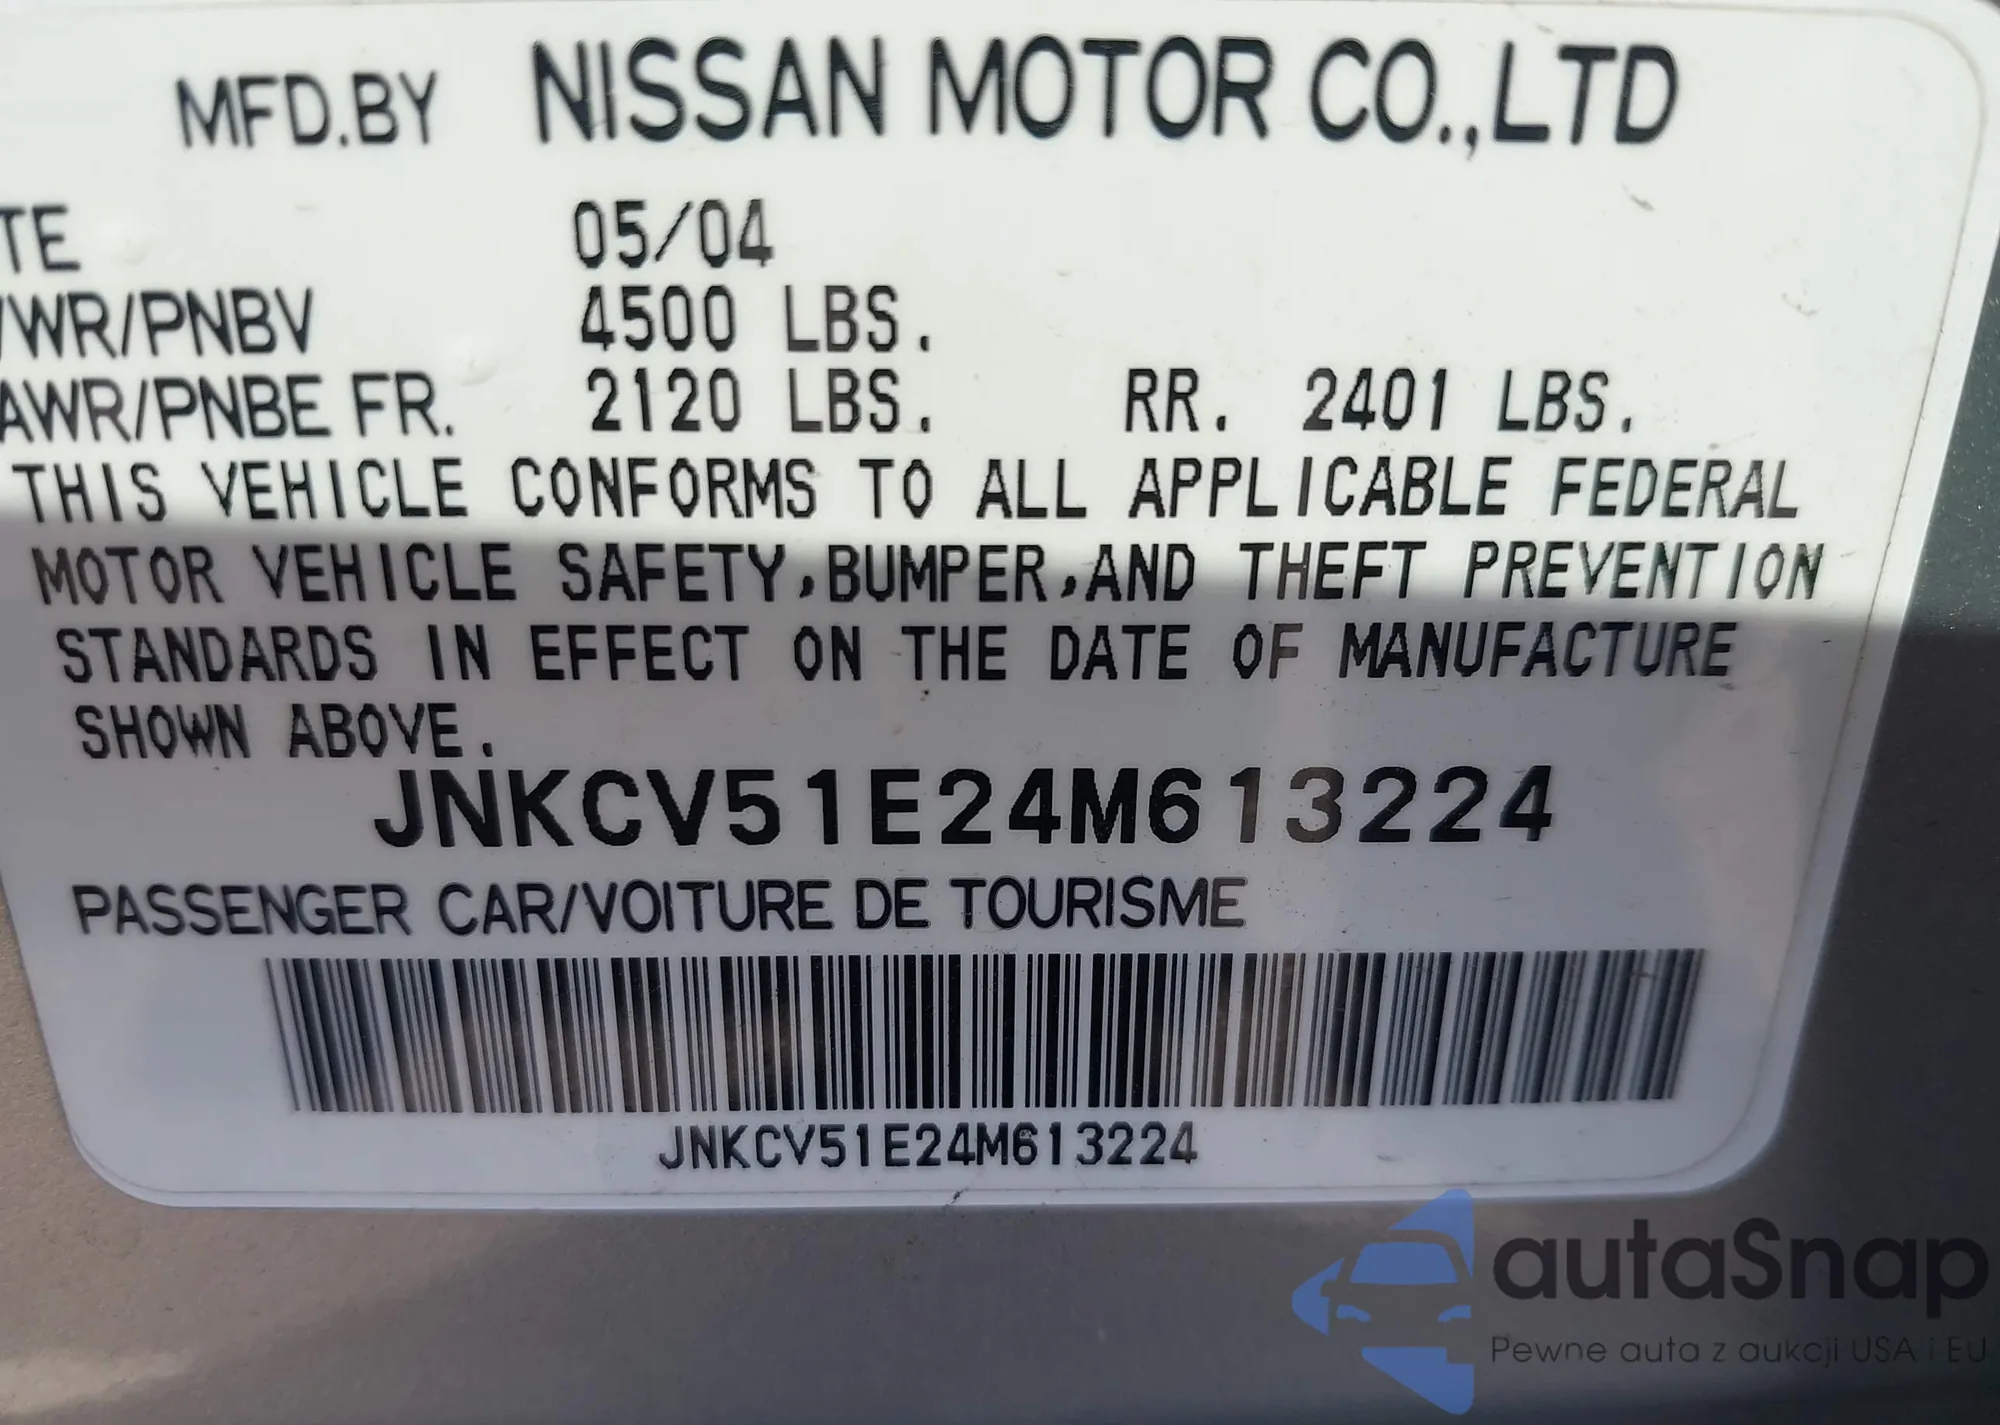 MFD.BY NISSAN MOTOR CO.,LTD
TE 05/04
VWR/PNBV 4500 LBS.
AWR/PNBE FR. 2120 LBS. RR. 2401 LBS.
THIS VEHICLE CONFORMS TO ALL APPLICABLE FEDERAL
MOTOR VEHICLE SAFETY,BUMPER,AND THEFT PREVENTION
STANDARDS IN EFFECT ON THE DATE OF MANUFACTURE
SHOWN ABOVE.
JNKCV51E24M613224
PASSENGER CAR/VOITURE DE TOURISME
JNKCV51E24M613224
autaSnap
Pewne auta z aukcji USA i EU